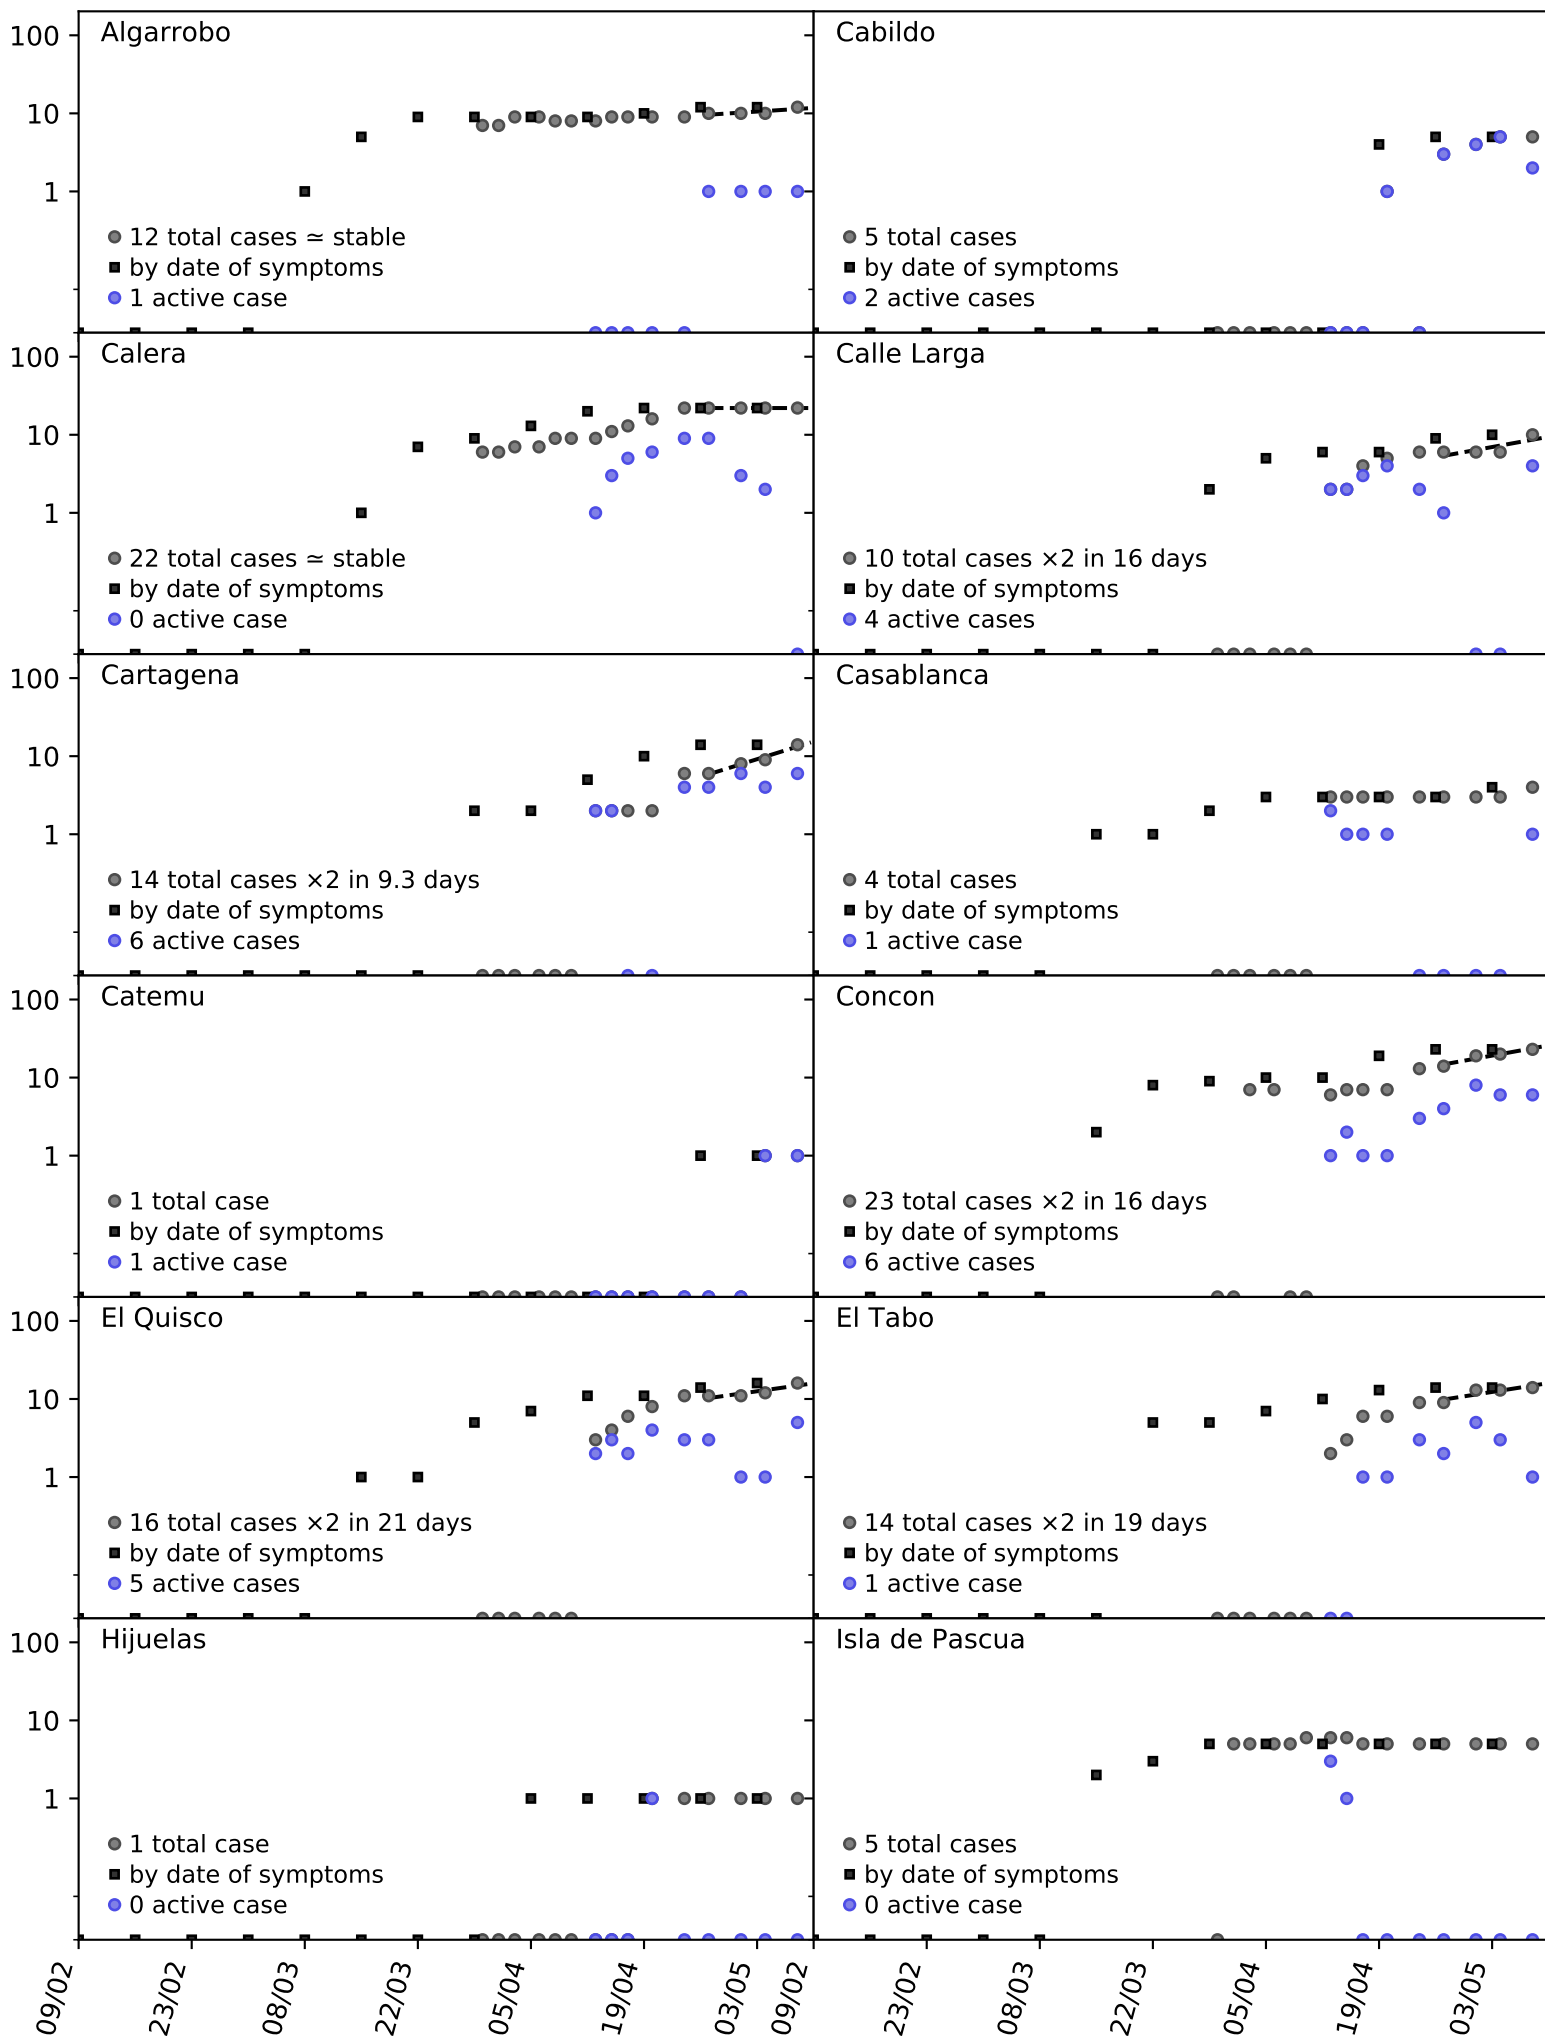 Algarrobo
100
10
1
12 total cases ≃ stable
by date of symptoms
1 active case
Cabildo
5 total cases
by date of symptoms
2 active cases
Calera
100
10
1
22 total cases ≃ stable
by date of symptoms
0 active case
Calle Larga
10 total cases ×2 in 16 days
by date of symptoms
4 active cases
Cartagena
100
10
1
14 total cases ×2 in 9.3 days
by date of symptoms
6 active cases
Casablanca
4 total cases
by date of symptoms
1 active case
Catemu
100
10
1
1 total case
by date of symptoms
1 active case
Concon
23 total cases ×2 in 16 days
by date of symptoms
6 active cases
El Quisco
100
10
1
16 total cases ×2 in 21 days
by date of symptoms
5 active cases
El Tabo
14 total cases ×2 in 19 days
by date of symptoms
1 active case
Hijuelas
100
10
1
1 total case
by date of symptoms
0 active case
Isla de Pascua
5 total cases
by date of symptoms
0 active case
09/02
23/02
08/03
22/03
05/04
19/04
03/05
09/02
23/02
08/03
22/03
05/04
19/04
03/05